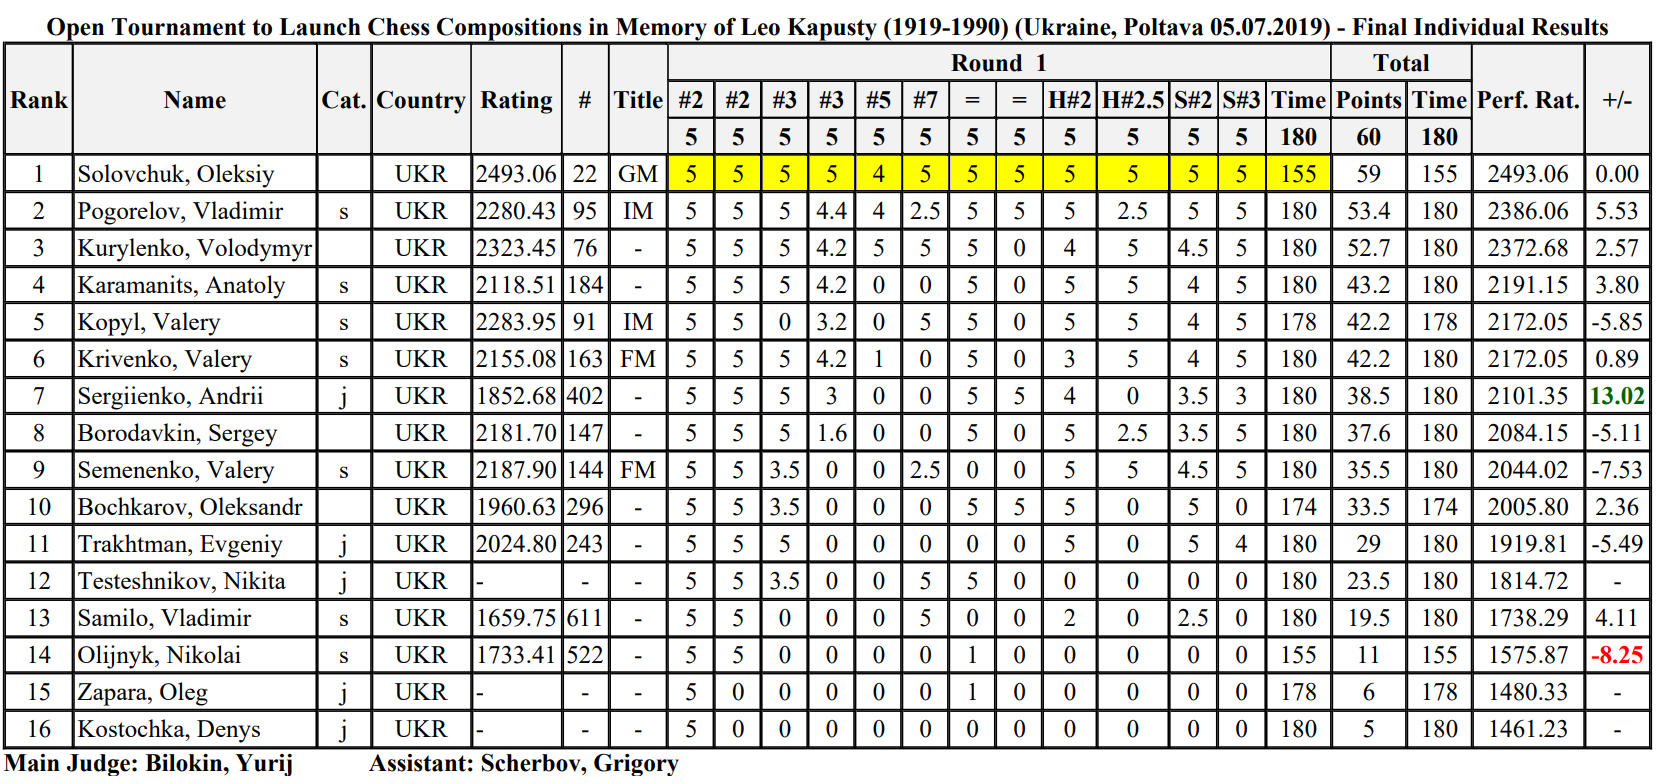 Open Tournament to Launch Chess Compositions in Memory of Leo Kapusty (1919-1990) (Ukraine, Poltava 05.07.2019) - Final Individual Results
Rank Name Cat. Country Rating # Title Round 1 Total Perf. Rat. +/-
#2 #2 #3 #3 #5 #7 = = H#2 H#2.5 S#2 S#3 Time Points Time
5 5 5 5 5 5 5 5 5 5 5 5 180 60 180
1 Solovchuk, Oleksiy UKR 2493.06 22 GM 5 5 5 5 4 5 5 5 5 5 5 5 155 59 155 2493.06 0.00
2 Pogorelov, Vladimir s UKR 2280.43 95 IM 5 5 5 4.4 4 2.5 5 5 5 2.5 5 5 180 53.4 180 2386.06 5.53
3 Kurylenko, Volodymyr UKR 2323.45 76 - 5 5 5 4.2 5 5 5 0 4 5 4.5 5 180 52.7 180 2372.68 2.57
4 Karamanits, Anatoly s UKR 2118.51 184 - 5 5 5 4.2 0 0 5 0 5 5 4 5 180 43.2 180 2191.15 3.80
5 Kopyl, Valery s UKR 2283.95 91 IM 5 5 0 3.2 0 5 5 0 5 5 4 5 178 42.2 178 2172.05 -5.85
6 Krivenko, Valery s UKR 2155.08 163 FM 5 5 5 4.2 1 0 5 0 3 5 4 5 180 42.2 180 2172.05 0.89
7 Sergiienko, Andrii j UKR 1852.68 402 - 5 5 5 3 0 0 5 5 4 0 3.5 3 180 38.5 180 2101.35 13.02
8 Borodavkin, Sergey UKR 2181.70 147 - 5 5 5 1.6 0 0 5 0 5 2.5 3.5 5 180 37.6 180 2084.15 -5.11
9 Semenenko, Valery s UKR 2187.90 144 FM 5 5 3.5 0 0 2.5 0 0 5 5 4.5 5 180 35.5 180 2044.02 -7.53
10 Bochkarov, Oleksandr UKR 1960.63 296 - 5 5 3.5 0 0 0 5 5 5 0 5 0 174 33.5 174 2005.80 2.36
11 Trakhtman, Evgeniy j UKR 2024.80 243 - 5 5 5 0 0 0 0 0 5 0 5 4 180 29 180 1919.81 -5.49
12 Testeshnikov, Nikita j UKR - - - 5 5 3.5 0 0 5 5 0 0 0 0 0 180 23.5 180 1814.72 -
13 Samilo, Vladimir s UKR 1659.75 611 - 5 5 0 0 0 5 0 0 2 0 2.5 0 180 19.5 180 1738.29 4.11
14 Olijnyk, Nikolai s UKR 1733.41 522 - 5 5 0 0 0 0 1 0 0 0 0 0 155 11 155 1575.87 -8.25
15 Zapara, Oleg j UKR - - - 5 0 0 0 0 0 1 0 0 0 0 0 178 6 178 1480.33 -
16 Kostochka, Denys j UKR - - - 5 0 0 0 0 0 0 0 0 0 0 0 180 5 180 1461.23 -
Main Judge: Bilokin, Yurij Assistant: Scherbov, Grigory